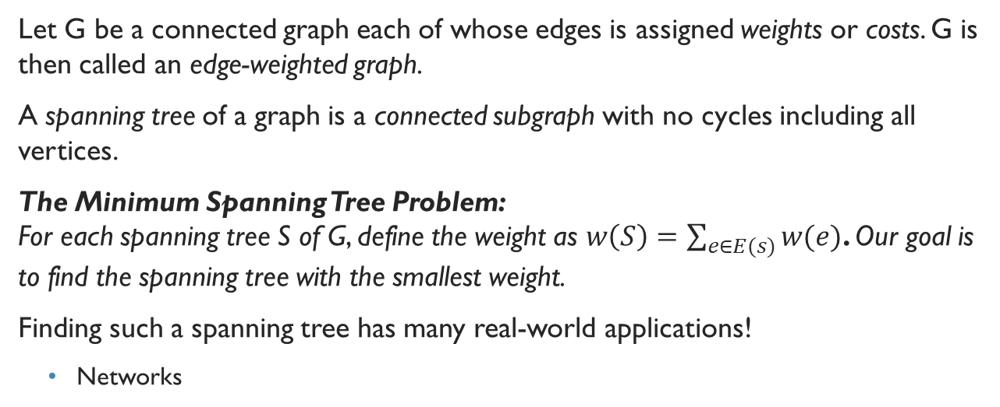 Let G be a connected graph each of whose edges is assigned weights or costs. G is
then called an edge-weighted graph.
A spanning tree of a graph is a connected subgraph with no cycles including all
vertices.
The Minimum Spanning Tree Problem:
For each spanning tree S of G, define the weight as w(S) = ∑e∈E(s) w(e). Our goal is
to find the spanning tree with the smallest weight.
Finding such a spanning tree has many real-world applications!
• Networks